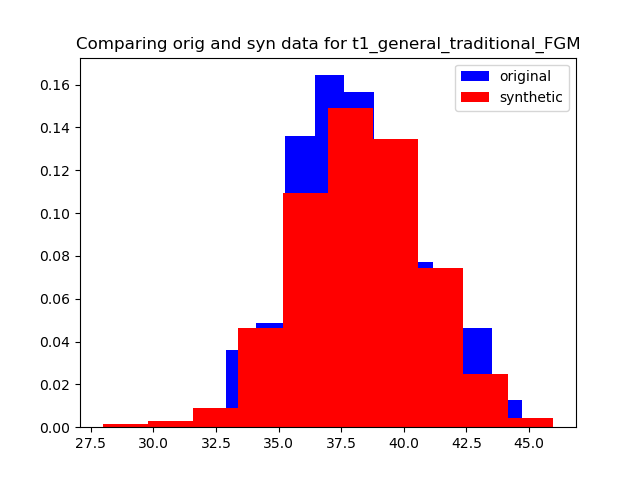 Comparing orig and syn data for t1_general_traditional_FGM
original
synthetic
0.16
0.14
0.12
0.10
0.08
0.06
0.04
0.02
0.00
27.5 30.0 32.5 35.0 37.5 40.0 42.5 45.0